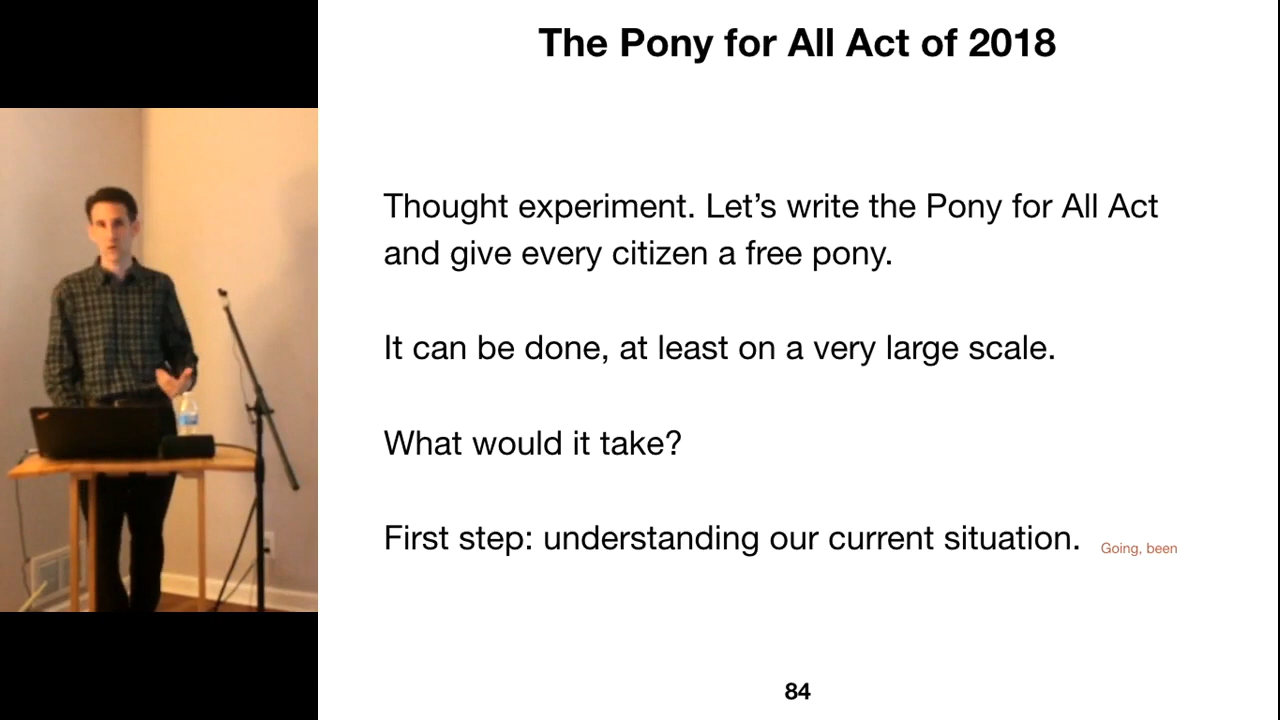 The Pony for All Act of 2018
Thought experiment. Let’s write the Pony for All Act
and give every citizen a free pony.
It can be done, at least on a very large scale.
What would it take?
First step: understanding our current situation.
Going, been
84